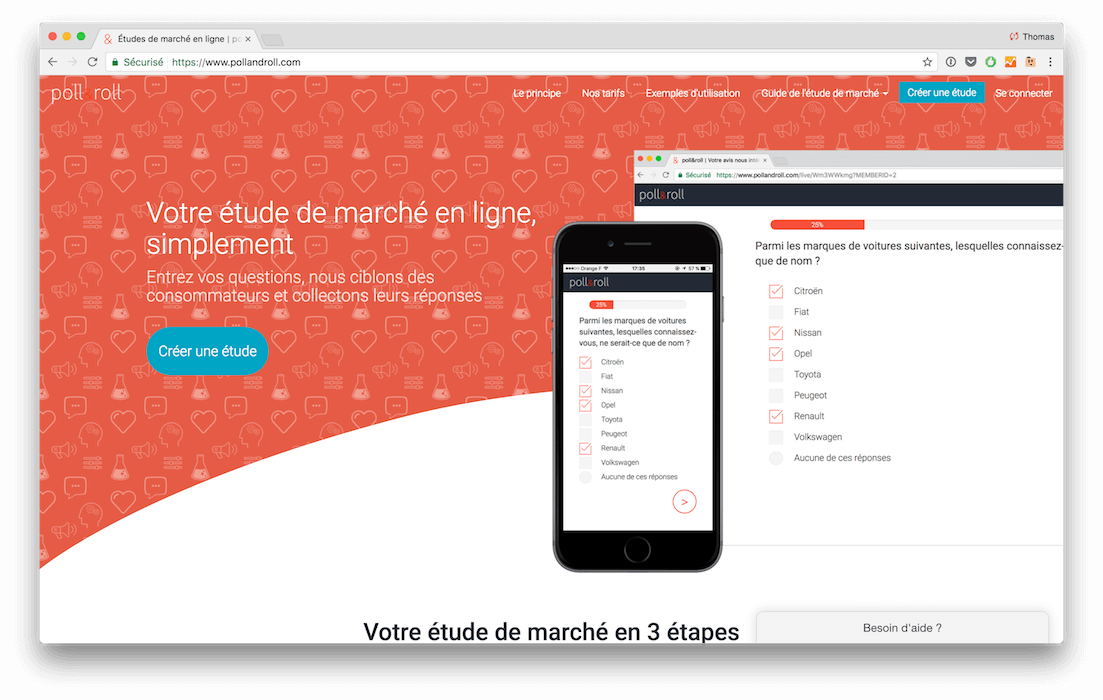 Études de marché en ligne | po
Thomas
Sécurisé https://www.pollandroll.com
poll&roll
Le principe
Nos tarifs
Exemples d'utilisation
Guide de l'étude de marché
Créer une étude
Se connecter
Votre étude de marché en ligne,
simplement
Entrez vos questions, nous ciblons des
consommateurs et collectons leurs réponses
Créer une étude
poll&roll | Votre avis nous inté
Sécurisé https://www.pollandroll.com/live/Wm3WWkmg?MEMBERID=2
poll&roll
25%
Parmi les marques de voitures suivantes, lesquelles connaissez-
que de nom ?
Citroën
Fiat
Nissan
Opel
Toyota
Peugeot
Renault
Volkswagen
Aucune de ces réponses
Orange F 17:35 57 %
poll&roll
25%
Parmi les marques de voitures
suivantes, lesquelles connaissez-
vous, ne serait-ce que de nom ?
Citroën
Fiat
Nissan
Opel
Toyota
Peugeot
Renault
Volkswagen
Aucune de ces réponses
>
Votre étude de marché en 3 étapes
Besoin d'aide ?